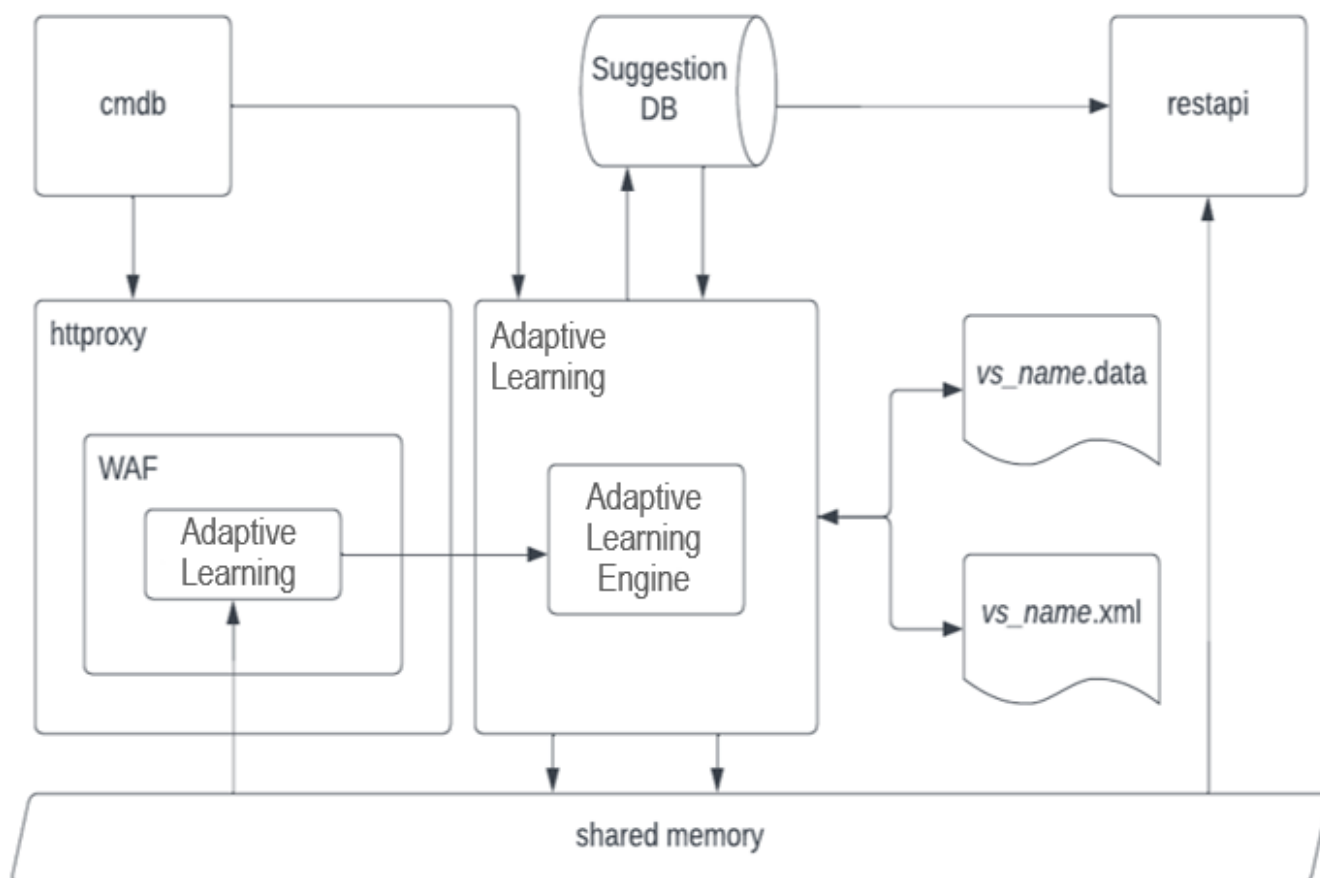 cmdb
Suggestion
DB
restapi
httproxy
Adaptive
Learning
vs_name.data
WAF
Adaptive
Learning
Adaptive
Learning
Engine
vs_name.xml
shared memory